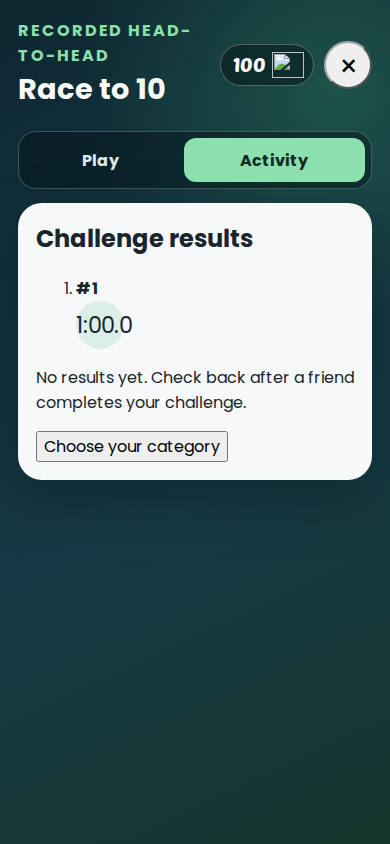 RECORDED HEAD-
TO-HEAD
Race to 10
100
×
Play
Activity
Challenge results
1. #1
1:00.0
No results yet. Check back after a friend
completes your challenge.
Choose your category